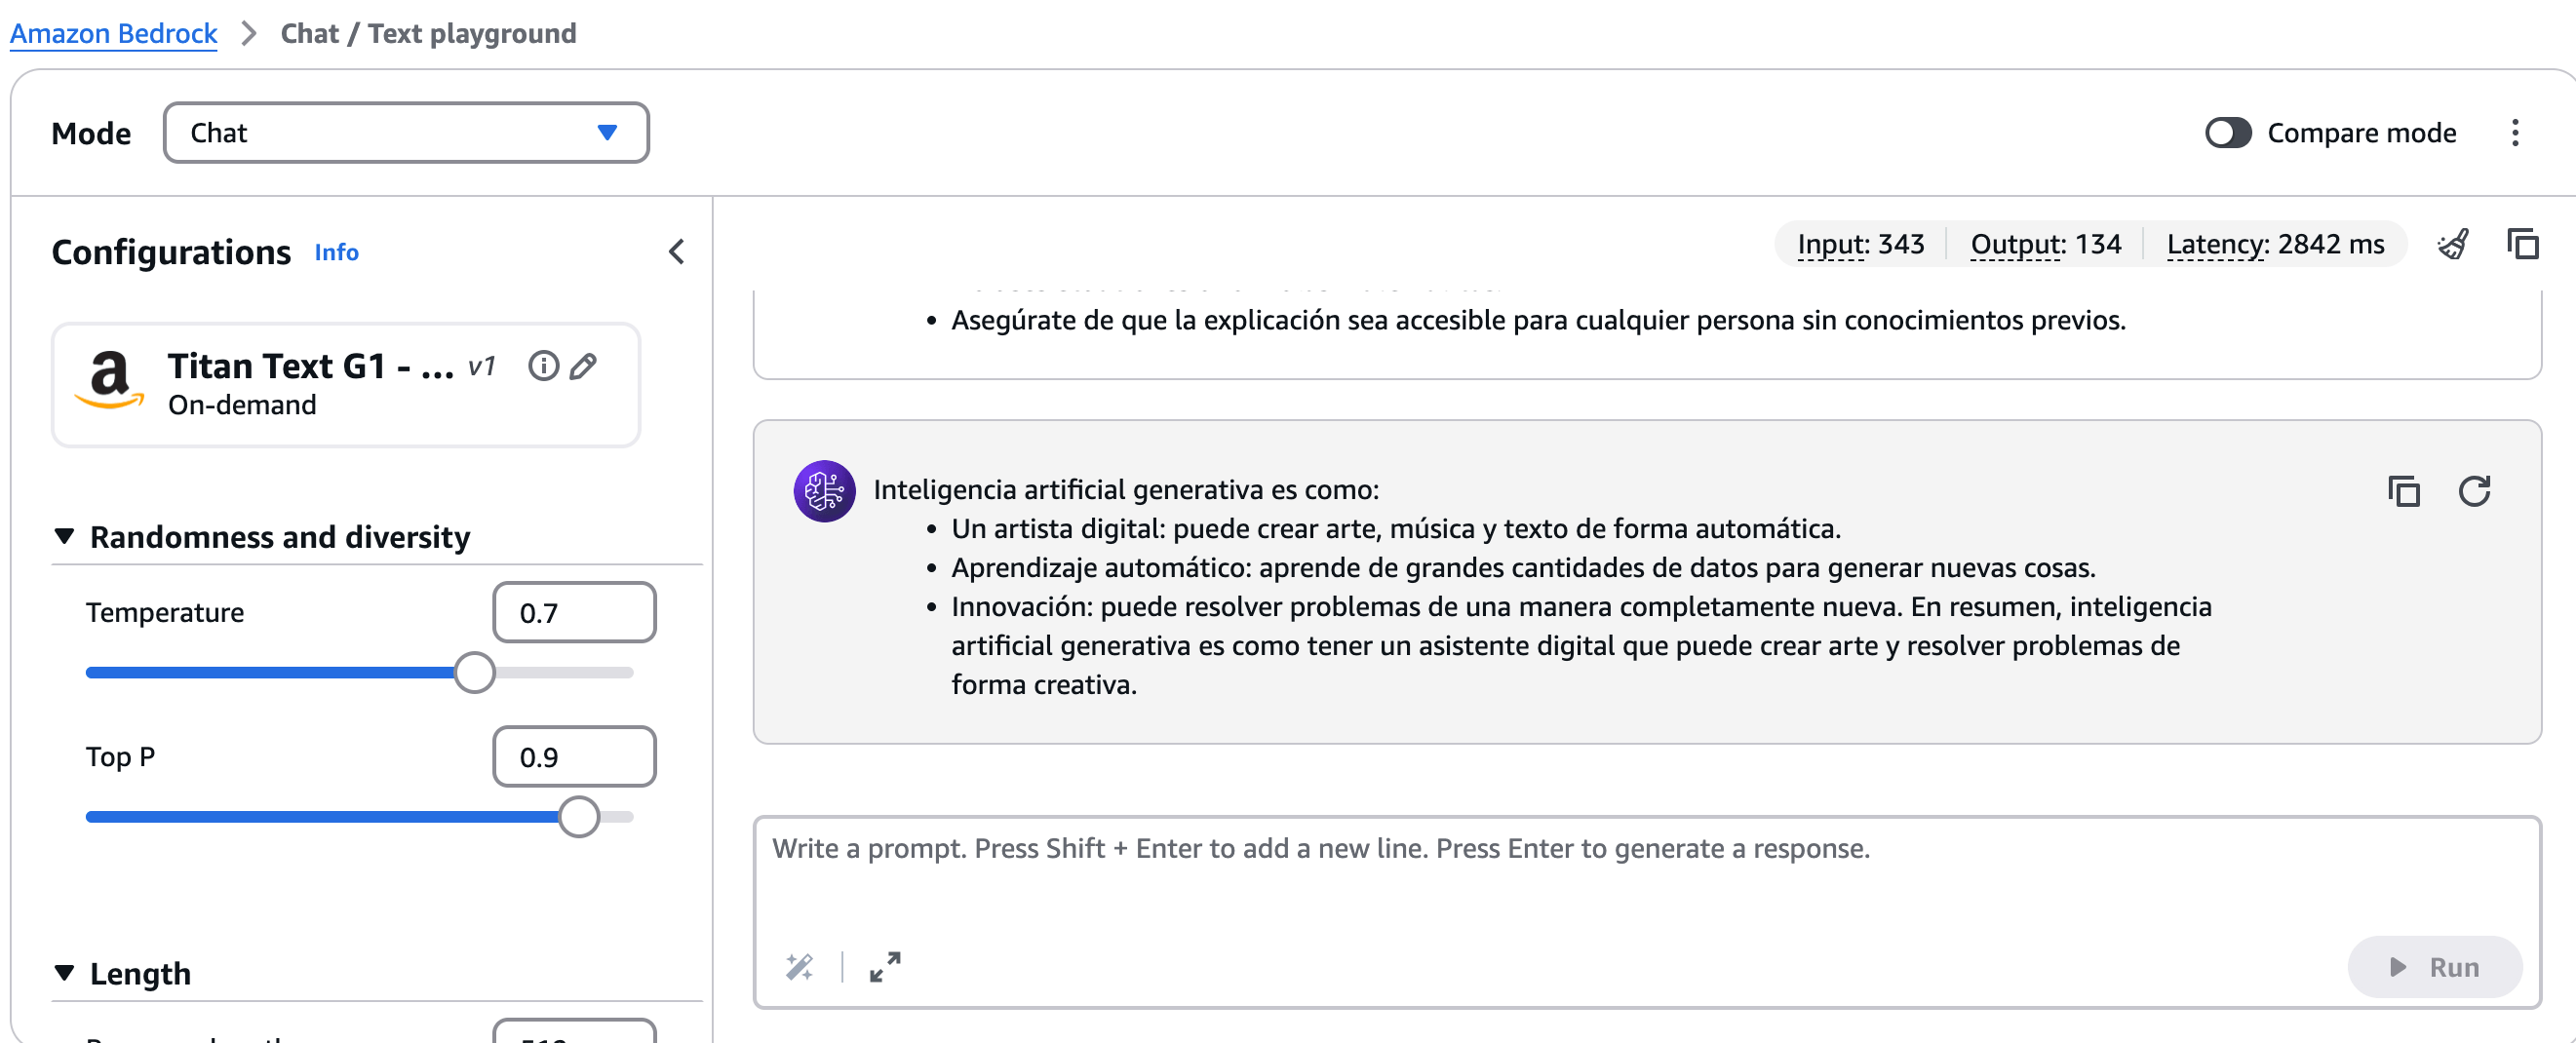 Amazon Bedrock > Chat / Text playground
Mode
Chat
Compare mode
Configurations Info
Input: 343 Output: 134 Latency: 2842 ms
• Asegúrate de que la explicación sea accesible para cualquier persona sin conocimientos previos.
Titan Text G1 - ... v1
On-demand
Inteligencia artificial generativa es como:
• Un artista digital: puede crear arte, música y texto de forma automática.
• Aprendizaje automático: aprende de grandes cantidades de datos para generar nuevas cosas.
• Innovación: puede resolver problemas de una manera completamente nueva. En resumen, inteligencia
artificial generativa es como tener un asistente digital que puede crear arte y resolver problemas de
forma creativa.
Randomness and diversity
Temperature 0.7
Top P 0.9
Write a prompt. Press Shift + Enter to add a new line. Press Enter to generate a response.
Run
Length